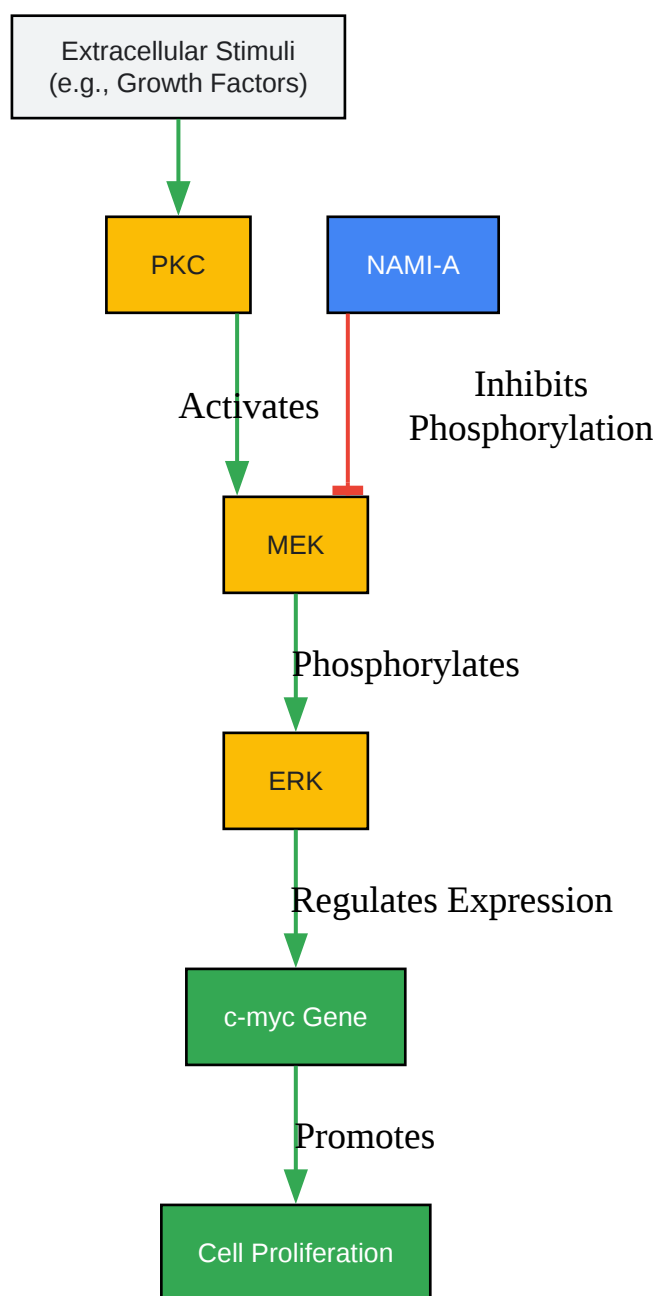 Extracellular Stimuli
(e.g., Growth Factors)
PKC
NAMI-A
Activates
Inhibits
Phosphorylation
MEK
Phosphorylates
ERK
Regulates Expression
c-myc Gene
Promotes
Cell Proliferation